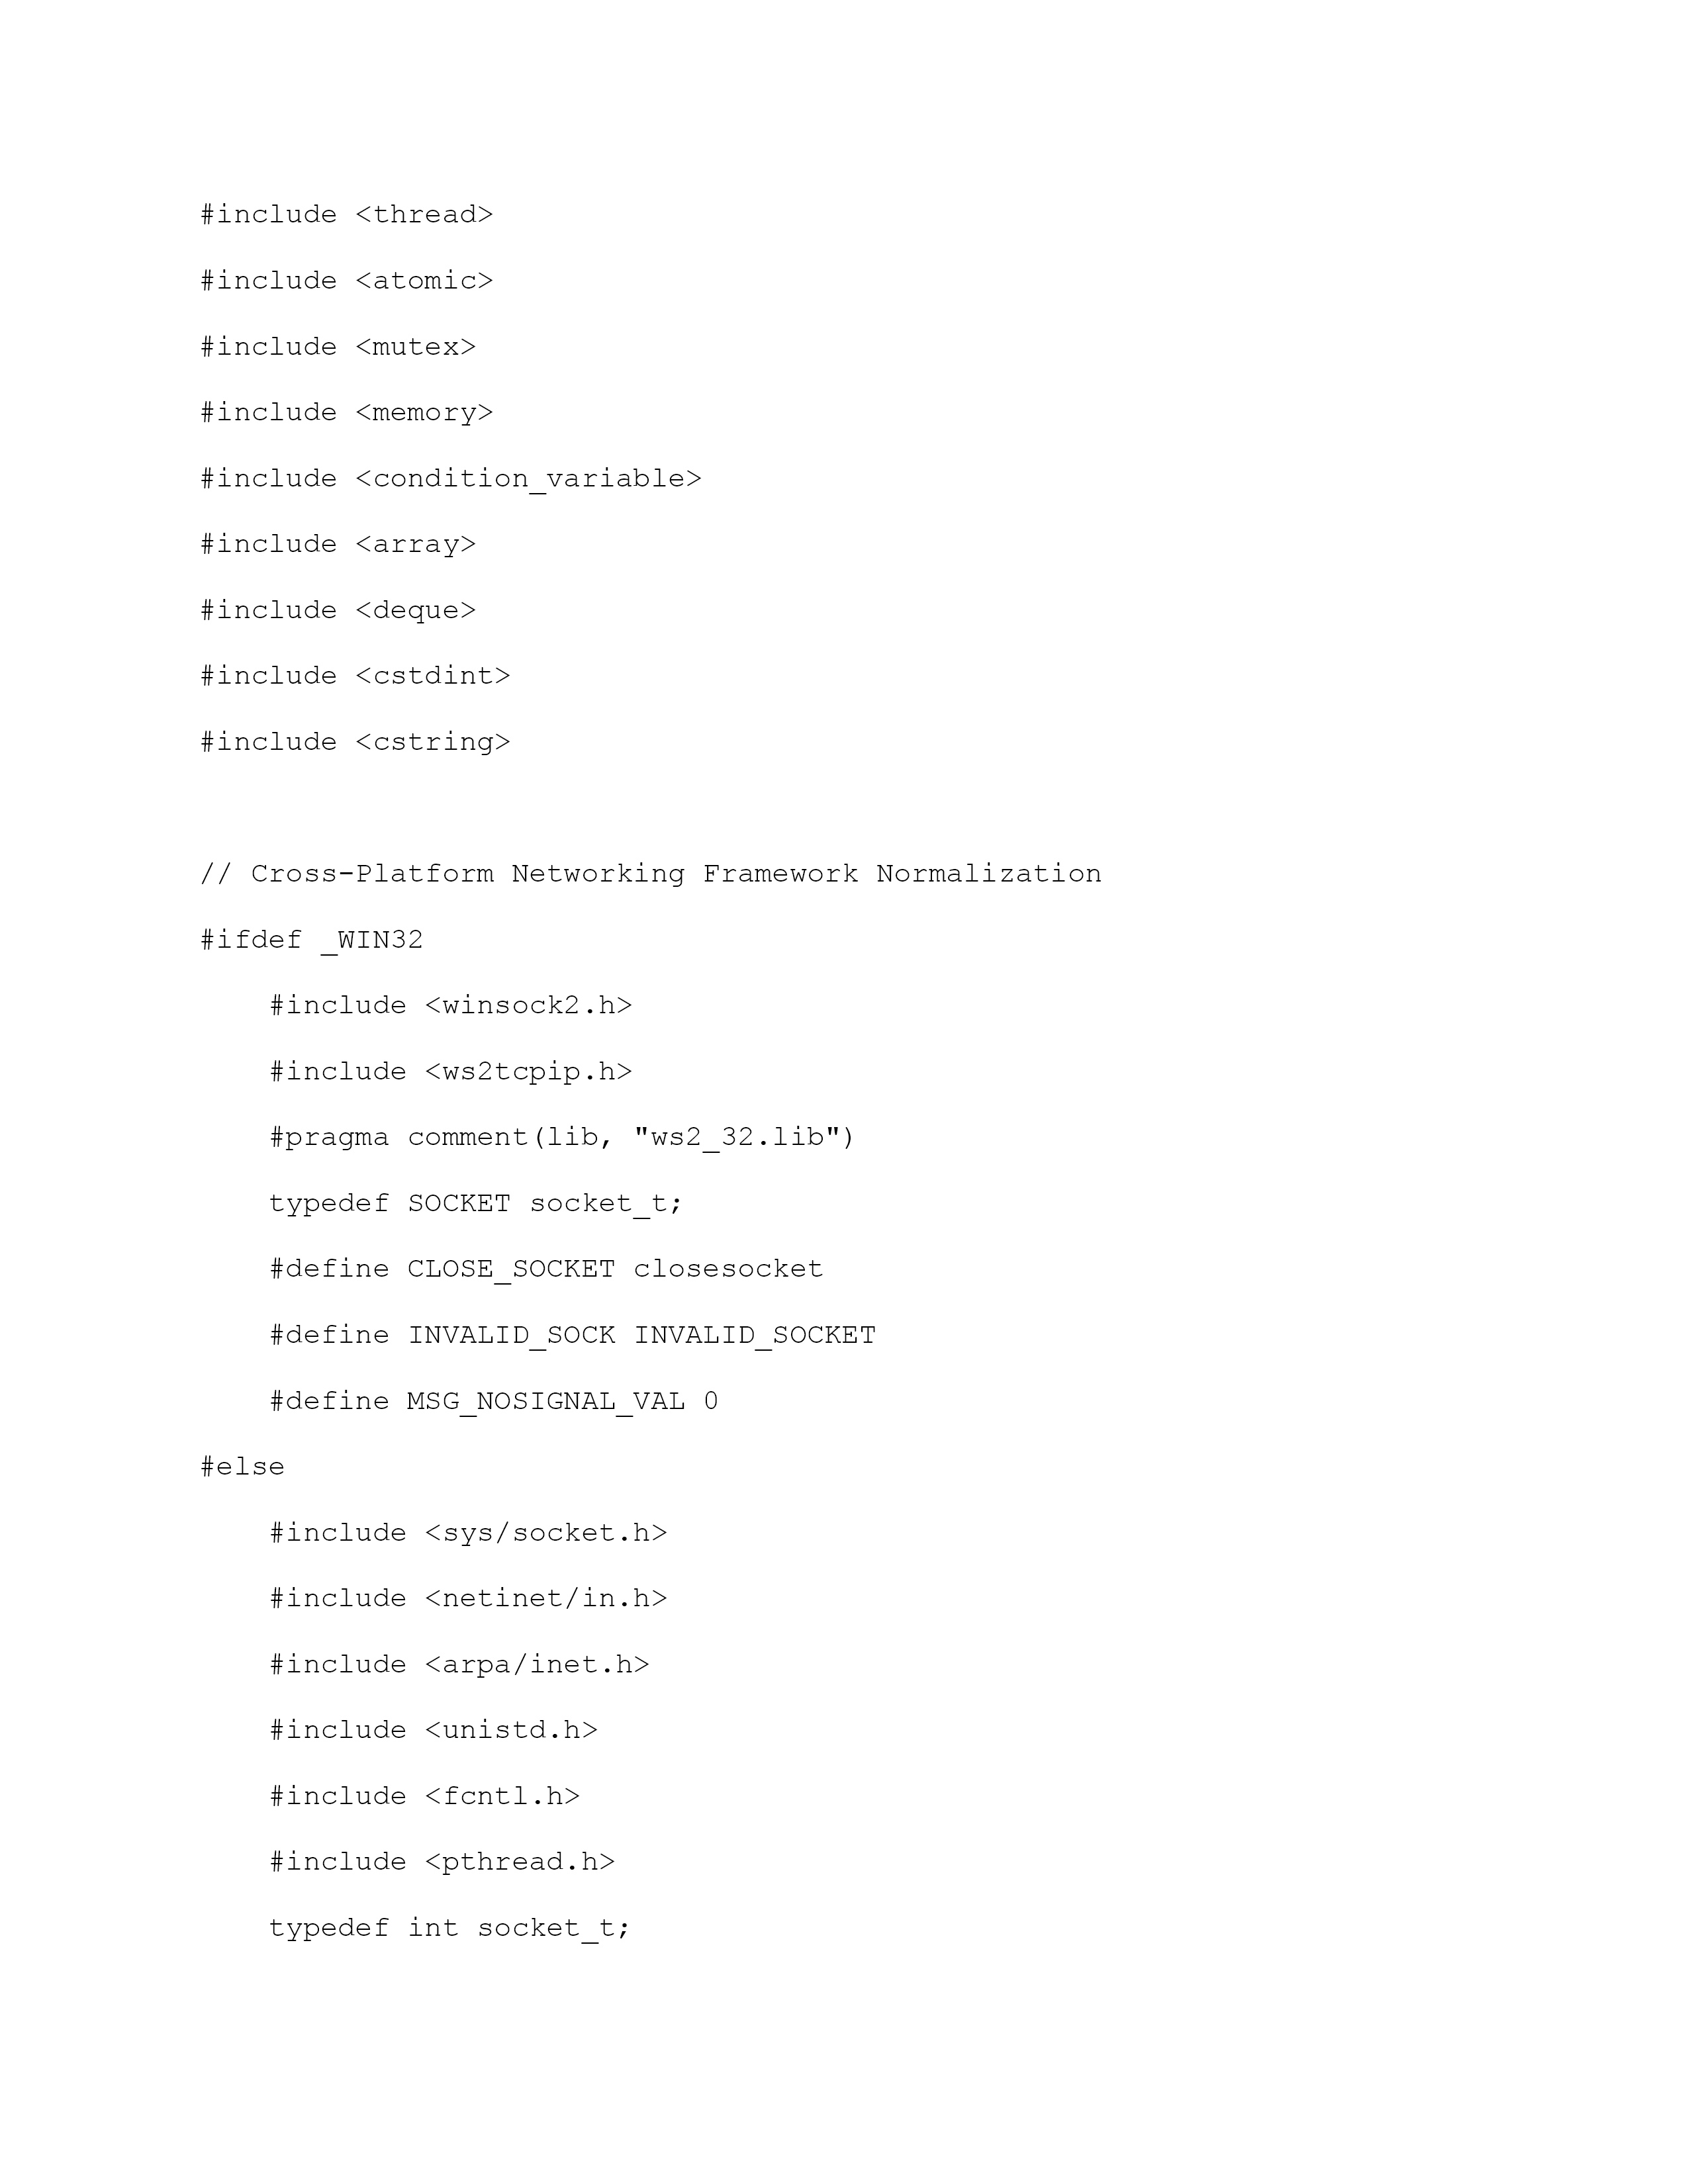 #include <thread>
#include <atomic>
#include <mutex>
#include <memory>
#include <condition_variable>
#include <array>
#include <deque>
#include <cstdint>
#include <cstring>
// Cross-Platform Networking Framework Normalization
#ifdef _WIN32
    #include <winsock2.h>
    #include <ws2tcpip.h>
    #pragma comment(lib, "ws2_32.lib")
    typedef SOCKET socket_t;
    #define CLOSE_SOCKET closesocket
    #define INVALID_SOCK INVALID_SOCKET
    #define MSG_NOSIGNAL_VAL 0
#else
    #include <sys/socket.h>
    #include <netinet/in.h>
    #include <arpa/inet.h>
    #include <unistd.h>
    #include <fcntl.h>
    #include <pthread.h>
    typedef int socket_t;